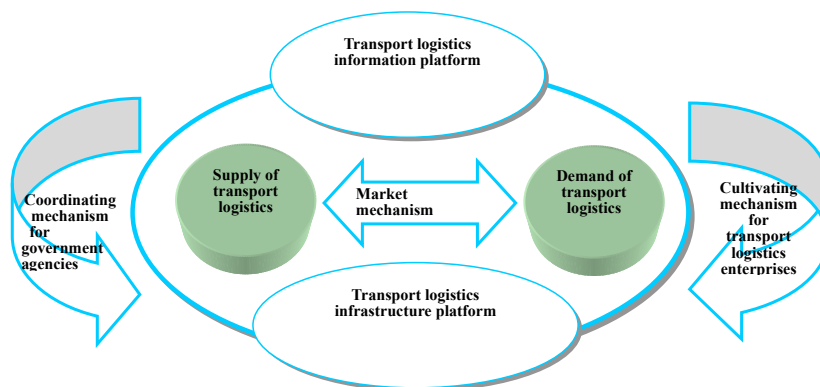 Transport logistics
information platform
Supply of
transport
logistics
Market
mechanism
Demand of
transport
logistics
Coordinating
mechanism
for
government
agencies
Cultivating
mechanism
for
transport
logistics
enterprises
Transport logistics
infrastructure platform